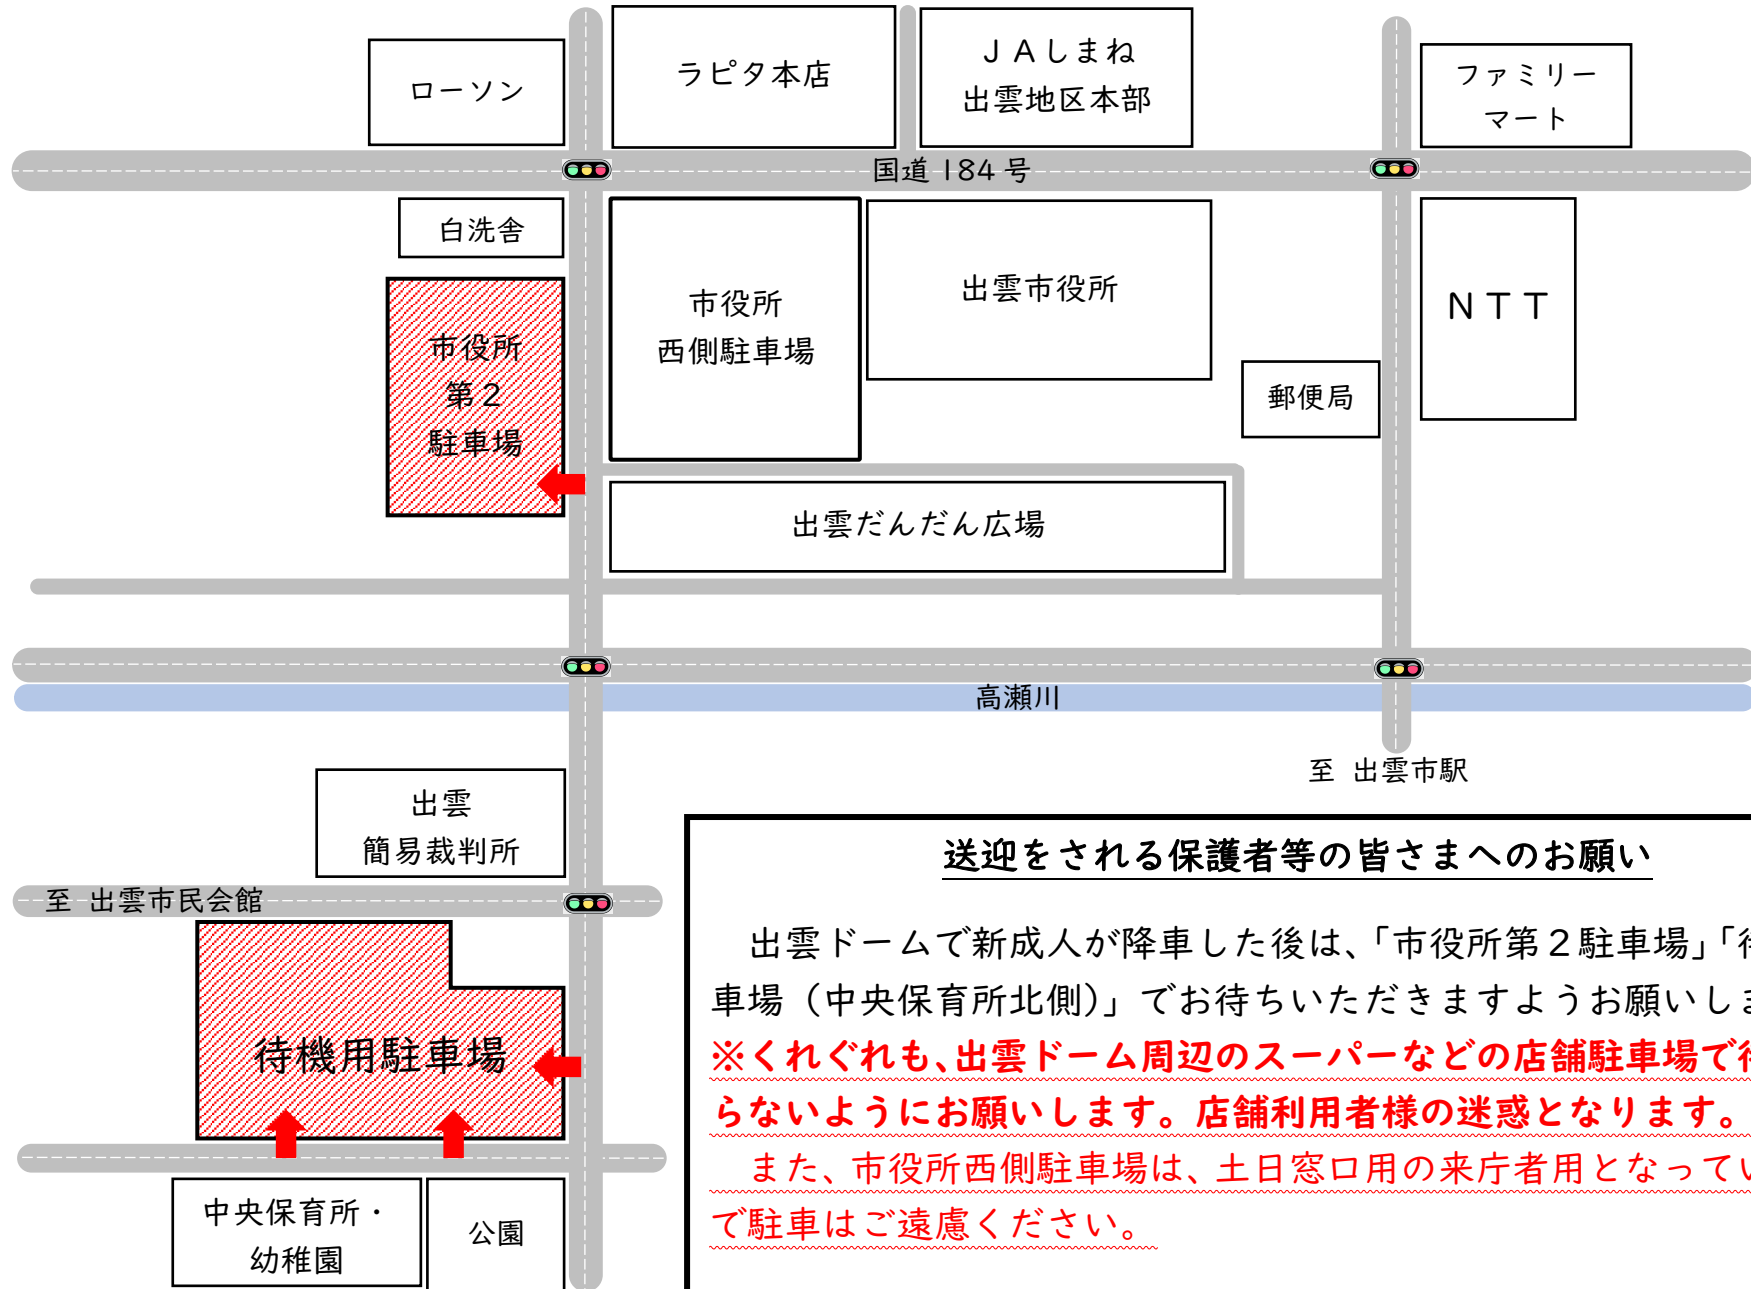 ローソン
ラピタ本店
ＪＡしまね
出雲地区本部
ファミリー
マート
国道184号
白洗舎
市役所
西側駐車場
出雲市役所
ＮＴＴ
市役所
第２
駐車場
郵便局
出雲だんだん広場
高瀬川
至 出雲市駅
出雲
簡易裁判所
至 出雲市民会館
待機用駐車場
中央保育所・
幼稚園
公園
送迎をされる保護者等の皆さまへのお願い
出雲ドームで新成人が降車した後は、「市役所第２駐車場」「
車場（中央保育所北側）」でお待ちいただきますようお願いしま
※くれぐれも、出雲ドーム周辺のスーパーなどの店舗駐車場で
らないようにお願いします。店舗利用者様の迷惑となります。
また、市役所西側駐車場は、土日窓口用の来庁者用となってい
で駐車はご遠慮ください。